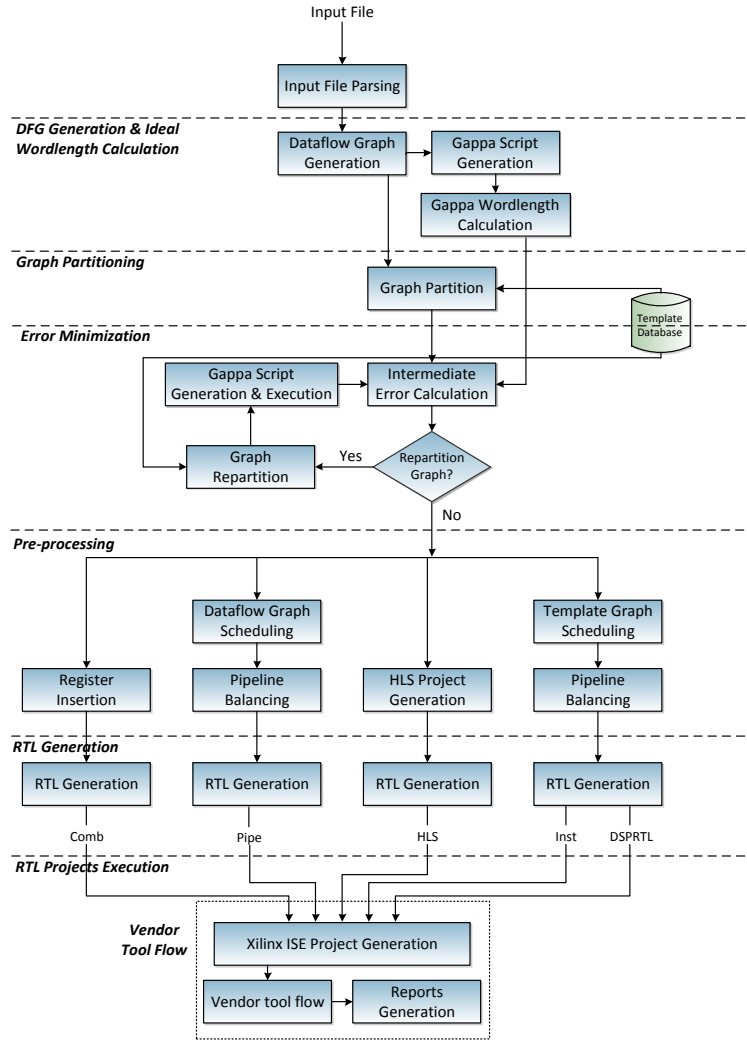 Input File
Input File Parsing
DFG Generation & Ideal
Wordlength Calculation
Dataflow Graph
Generation
Gappa Script
Generation
Gappa Wordlength
Calculation
Graph Partitioning
Graph Partition
Template
Database
Error Minimization
Gappa Script
Generation & Execution
Intermediate
Error Calculation
Graph
Repartition
Yes
Repartition
Graph?
No
Pre-processing
Dataflow Graph
Scheduling
Template Graph
Scheduling
Register
Insertion
Pipeline
Balancing
HLS Project
Generation
Pipeline
Balancing
RTL Generation
RTL Generation
RTL Generation
RTL Generation
RTL Generation
Comb
Pipe
HLS
Inst
DSPRTL
RTL Projects Execution
Vendor
Tool Flow
Xilinx ISE Project Generation
Vendor tool flow
Reports
Generation